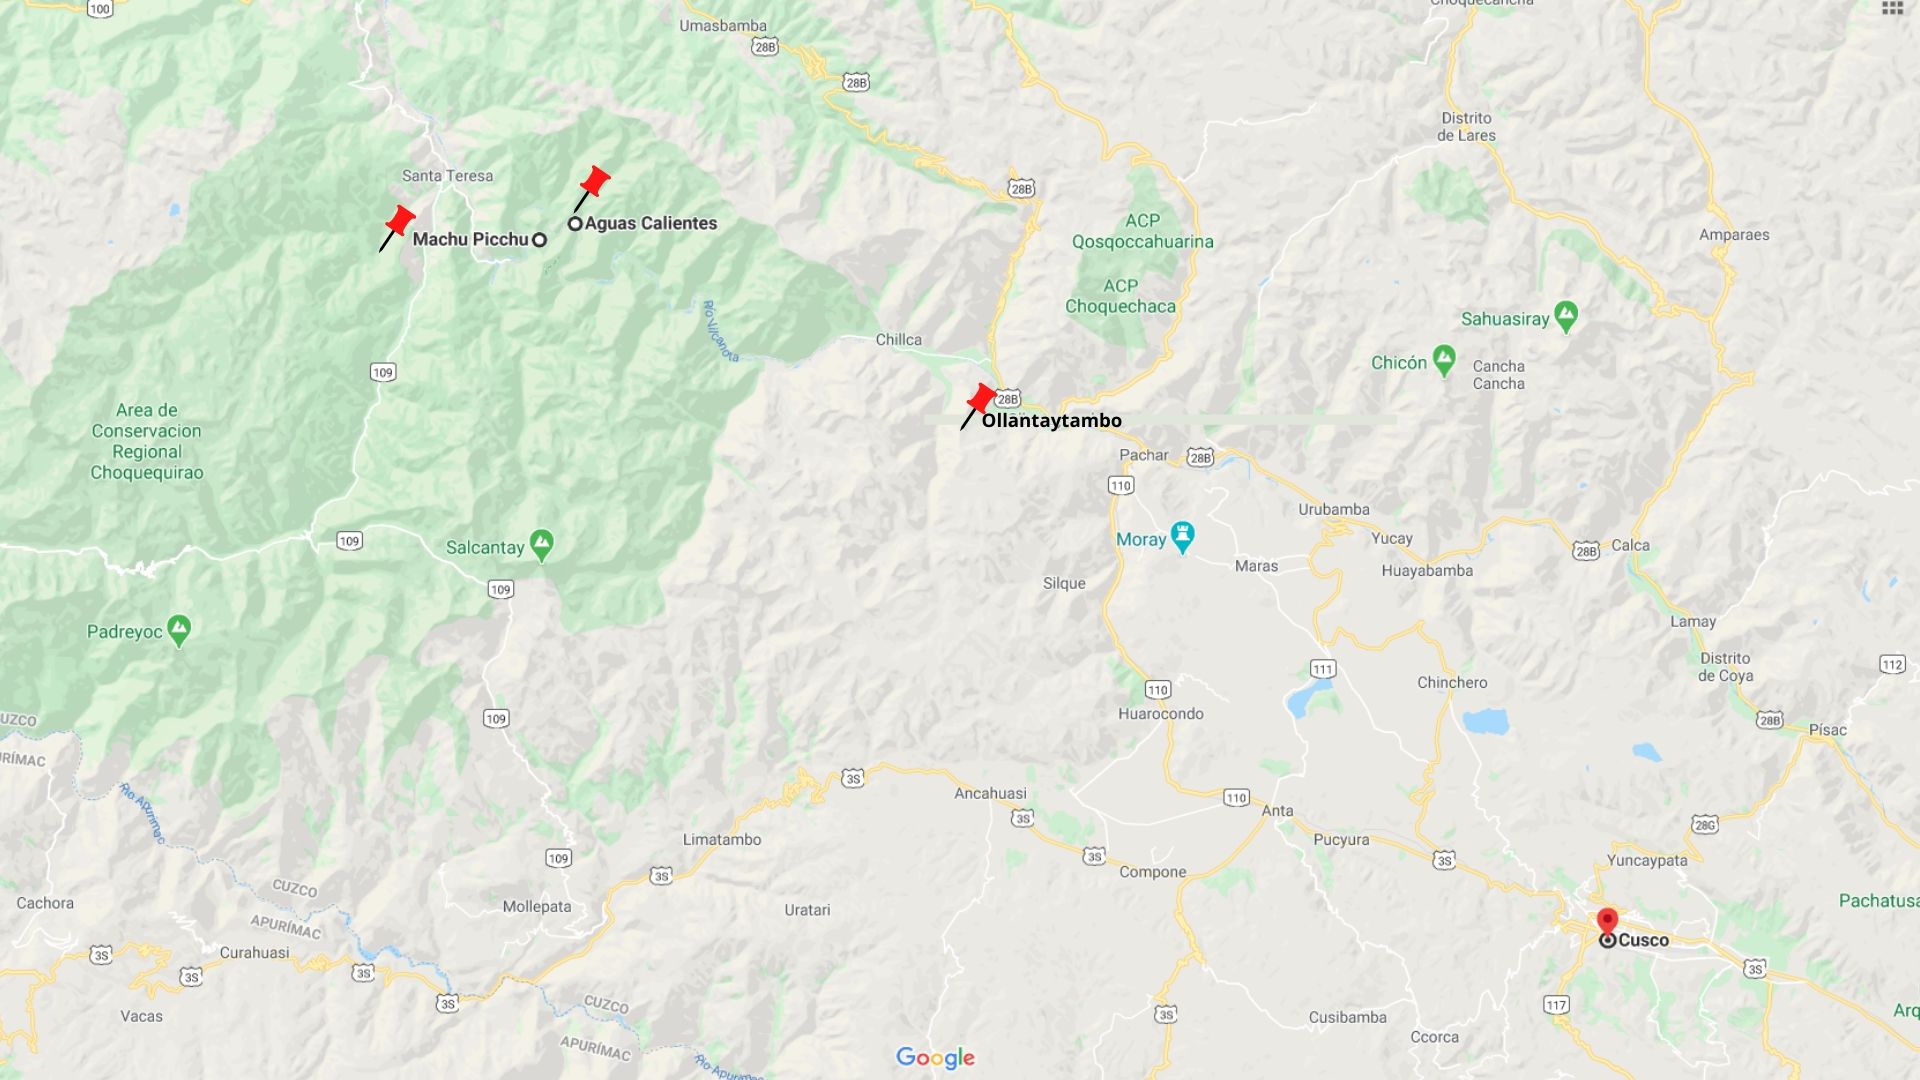 100
Choquecancha
Umasbamba
28B
28B
Distrito
de Lares
Santa Teresa
28B
Aguas Calientes
Machu Picchu
ACP
Qosqoccahuarina
Amparaes
ACP
Choquechaca
Río Vilcanota
Sahuasiray
Chillca
Chicón
Cancha
Cancha
109
28B
Area de
Conservacion
Regional
Choquequirao
Ollantaytambo
Pachar
28B
110
Urubamba
109
Salcantay
Moray
Yucay
28B
Calca
Maras
Huayabamba
Silque
109
Lamay
Padreyoc
111
Distrito
de Coya
112
Chinchero
110
Huarocondo
109
28B
Písac
UZCO
URÍMAC
3S
Ancahuasi
110
Anta
Río Apurímac
3S
28G
Limatambo
Pucyura
109
3S
3S
Yuncaypata
3S
Compone
CUZCO
APURÍMAC
Cachora
Mollepata
Uratari
Pachatusa
Cusco
3S
Curahuasi
3S
3S
3S
3S
CUZCO
APURÍMAC
117
Vacas
3S
Cusibamba
Arq
Ccorca
Google
Río Apurímac